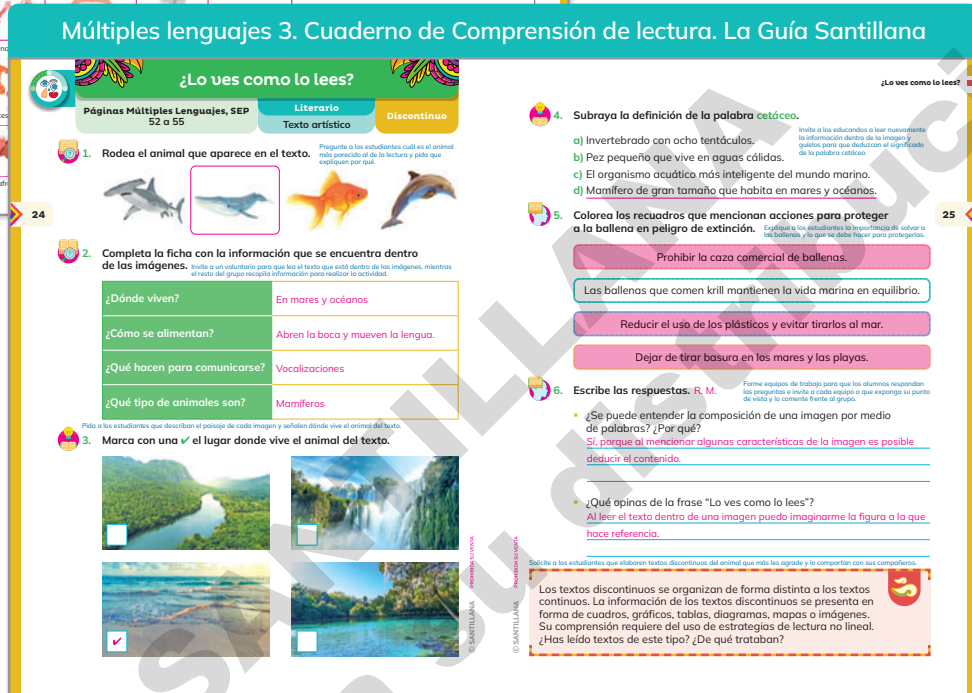 Múltiples lenguajes 3. Cuaderno de Comprensión de lectura. La Guía Santillana
¿Lo ves como lo lees?
Páginas Múltiples Lenguajes, SEP
52 a 55
Literario
Texto artístico
Discontinuo
1. Rodea el animal que aparece en el texto.
Pregunte a los estudiantes cuál es el animal
más parecido al de la lectura y pida que
expliquen por qué.
24
2. Completa la ficha con la información que se encuentra dentro
de las imágenes. Invite a un voluntario para que lea el texto que está dentro de las imágenes, mientras
el resto del grupo recopila información para realizar la actividad.
¿Dónde viven? En mares y océanos
¿Cómo se alimentan? Abren la boca y mueven la lengua.
¿Qué hacen para comunicarse? Vocalizaciones
¿Qué tipo de animales son? Mamíferos
Pida a los estudiantes que describan el paisaje de cada imagen y señalen dónde vive el animal del texto.
3. Marca con una ✔ el lugar donde vive el animal del texto.
✔
© SANTILLANA PROHIBIDA SU VENTA
¿Lo ves como lo lees?
4. Subraya la definición de la palabra cetáceo.
Invite a los educandos a leer nuevamente
la información dentro de la imagen y
guíelos para que deduzcan el significado
de la palabra cetáceo.
a) Invertebrado con ocho tentáculos.
b) Pez pequeño que vive en aguas cálidas.
c) El organismo acuático más inteligente del mundo marino.
d) Mamífero de gran tamaño que habita en mares y océanos.
25
5. Colorea los recuadros que mencionan acciones para proteger
a la ballena en peligro de extinción. Explique a los estudiantes la importancia de salvar a
las ballenas y lo que se debe hacer para protegerlas.
Prohibir la caza comercial de ballenas.
Las ballenas que comen krill mantienen la vida marina en equilibrio.
Reducir el uso de los plásticos y evitar tirarlos al mar.
Dejar de tirar basura en los mares y las playas.
6. Escribe las respuestas. R. M.
Forme equipos de trabajo para que los alumnos respondan
las preguntas e invite a cada equipo a que exponga su punto
de vista y lo comente frente al grupo.
• ¿Se puede entender la composición de una imagen por medio
de palabras? ¿Por qué?
Sí, porque al mencionar algunas características de la imagen es posible
deducir el contenido.
• ¿Qué opinas de la frase “Lo ves como lo lees”?
Al leer el texto dentro de una imagen puedo imaginarme la figura a la que
hace referencia.
Solicite a los estudiantes que elaboren textos discontinuos del animal que más les agrade y lo compartan con sus compañeros.
Los textos discontinuos se organizan de forma distinta a los textos
continuos. La información de los textos discontinuos se presenta en
forma de cuadros, gráficos, tablas, diagramas, mapas o imágenes.
Su comprensión requiere del uso de estrategias de lectura no lineal.
¿Has leído textos de este tipo? ¿De qué trataban?
© SANTILLANA PROHIBIDA SU VENTA
SANTILLANA
su distribuci